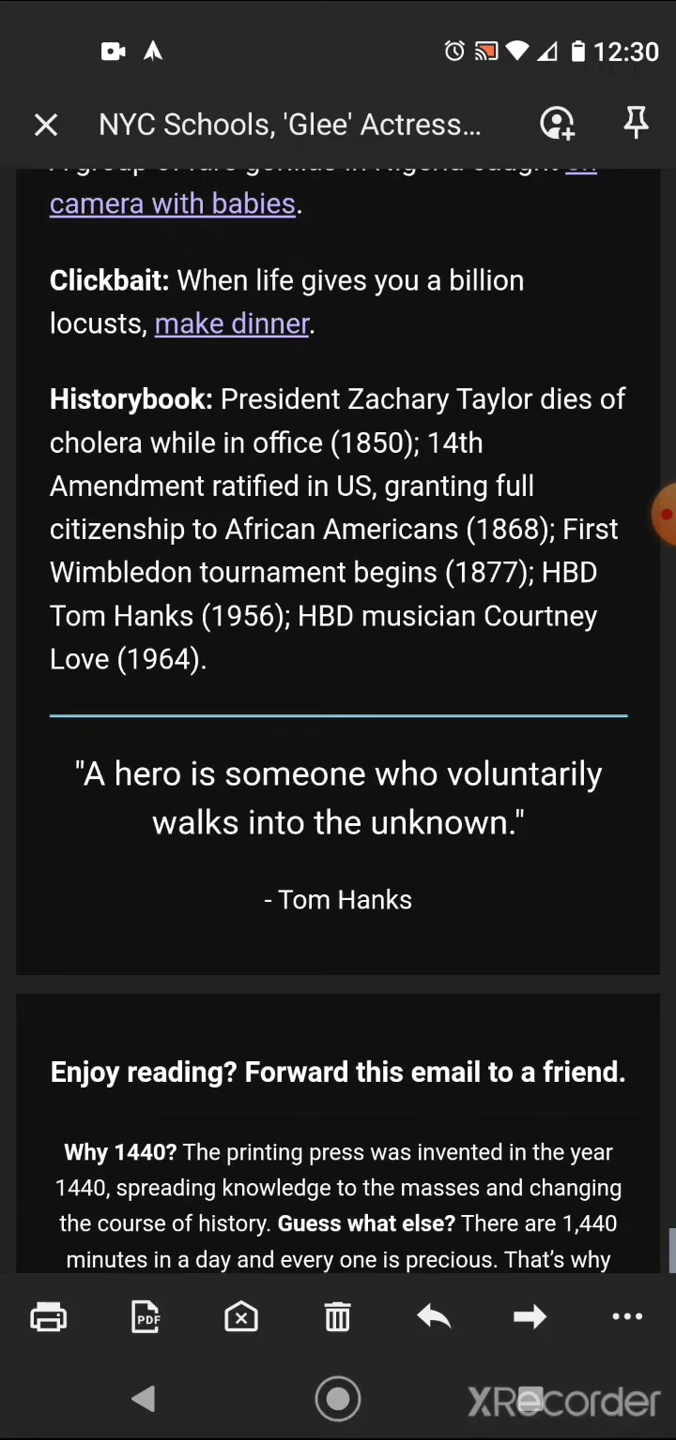 12:30
NYC Schools, 'Glee' Actress...
camera with babies.
Clickbait: When life gives you a billion
locusts, make dinner.
Historybook: President Zachary Taylor dies of
cholera while in office (1850); 14th
Amendment ratified in US, granting full
citizenship to African Americans (1868); First
Wimbledon tournament begins (1877); HBD
Tom Hanks (1956); HBD musician Courtney
Love (1964).
"A hero is someone who voluntarily
walks into the unknown."
- Tom Hanks
Enjoy reading? Forward this email to a friend.
Why 1440? The printing press was invented in the year
1440, spreading knowledge to the masses and changing
the course of history. Guess what else? There are 1,440
minutes in a day and every one is precious. That’s why
PDF
XRecorder